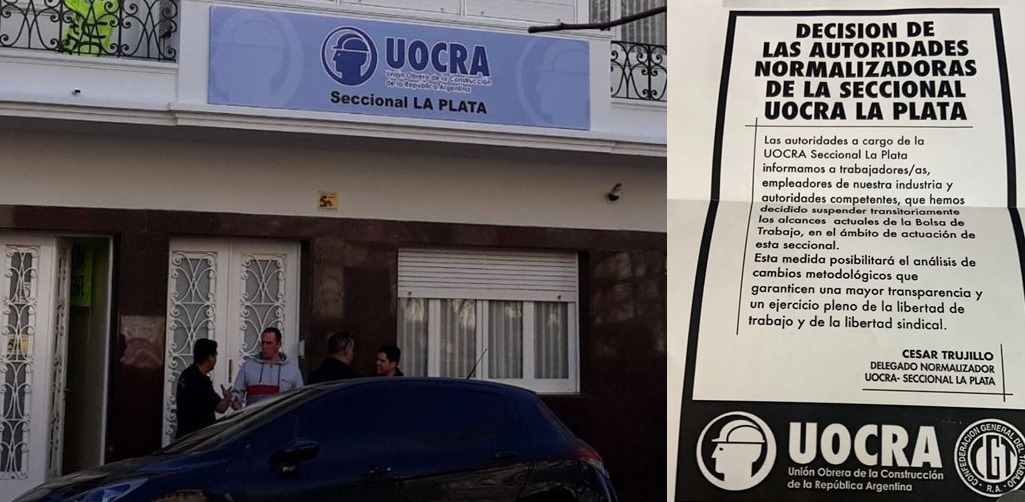 UOCRA
Unión Obrera de la Construcción
de la República Argentina
Seccional LA PLATA
DECISION DE
LAS AUTORIDADES
NORMALIZADORAS
DE LA SECCIONAL
UOCRA LA PLATA
Las autoridades a cargo de la
UOCRA Seccional La Plata
informamos a trabajadores/as,
empleadores de nuestra industria y
autoridades competentes, que hemos
decidido suspender transitoriamente
los alcances actuales de la Bolsa de
Trabajo, en el ámbito de actuación de
esta seccional.
Esta medida posibilitará el análisis de
cambios metodológicos que
garanticen una mayor transparencia y
un ejercicio pleno de la libertad de
trabajo y de la libertad sindical.
CESAR TRUJILLO
DELEGADO NORMALIZADOR
UOCRA- SECCIONAL LA PLATA
UOCRA
Unión Obrera de la Construcción
de la República Argentina
CONFEDERACION GENERAL DEL TRABAJO
CGT
R.A.